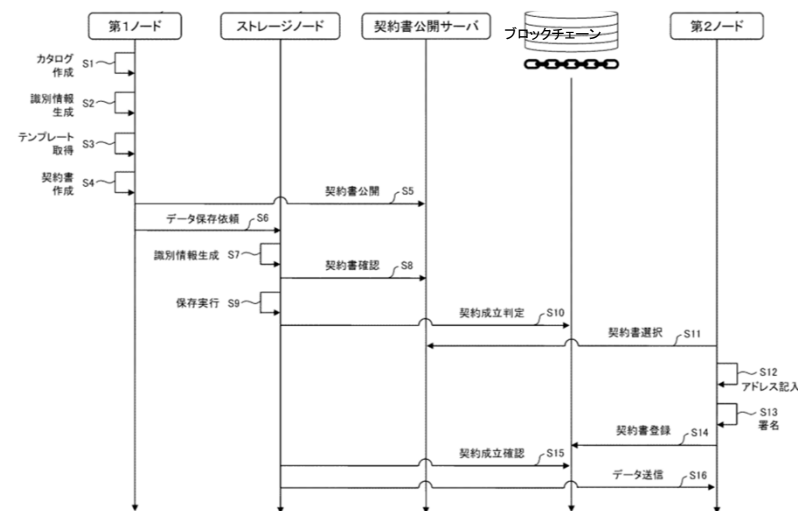 第1ノード
ストレージノード
契約書公開サーバ
ブロックチェーン
第2ノード
カタログ
作成
S1
識別情報
生成
S2
テンプレート
取得
S3
契約書
作成
S4
契約書公開 S5
データ保存依頼 S6
識別情報生成 S7
契約書確認 S8
保存実行 S9
契約成立判定 S10
契約書選択 S11
S12
アドレス記入
S13
署名
契約書登録 S14
契約成立確認 S15
データ送信 S16